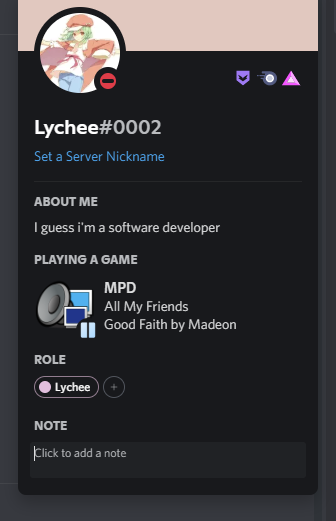 Lychee#0002
Set a Server Nickname
ABOUT ME
I guess i'm a software developer
PLAYING A GAME
MPD
All My Friends
Good Faith by Madeon
ROLE
Lychee +
NOTE
Click to add a note